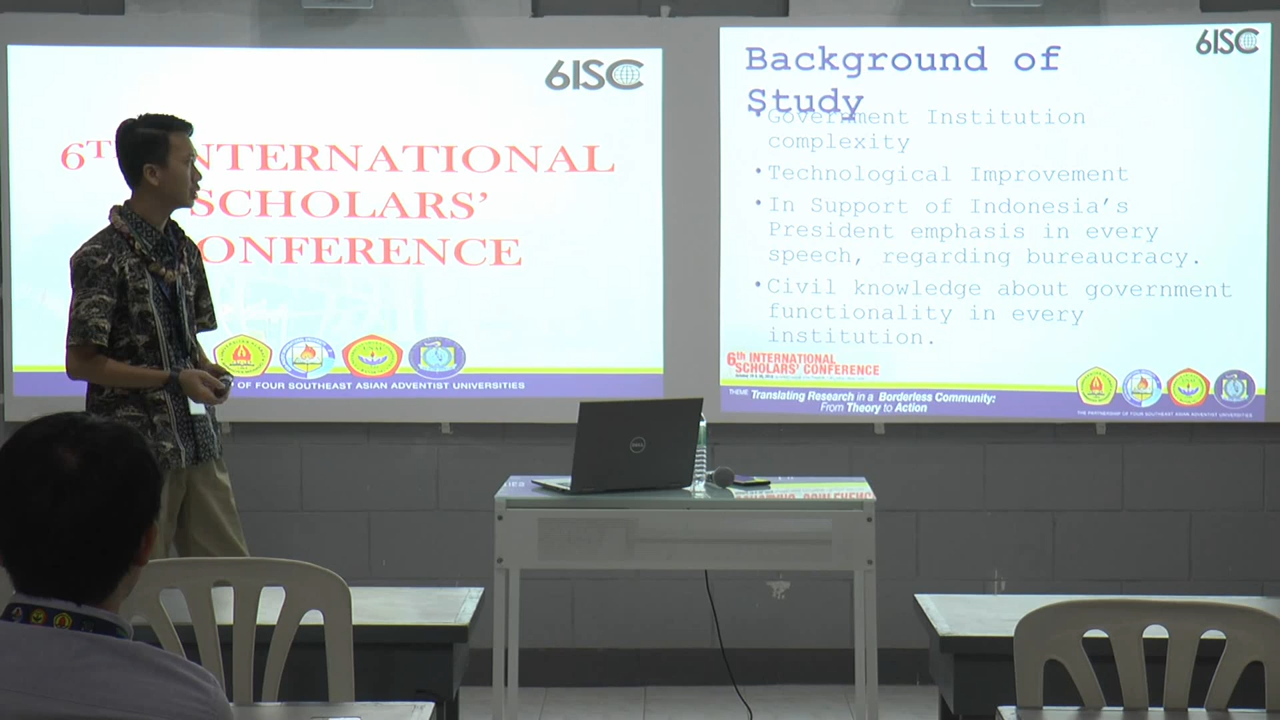 6ISC
6TH INTERNATIONAL
SCHOLARS’
CONFERENCE
OF FOUR SOUTHEAST ASIAN ADVENTIST UNIVERSITIES
6ISC
Background of
Study
• Government Institution
complexity
• Technological Improvement
• In Support of Indonesia’s
President emphasis in every
speech, regarding bureaucracy.
• Civil knowledge about government
functionality in every
institution.
6th INTERNATIONAL
SCHOLARS' CONFERENCE
THEME: Translating Research in a Borderless Community:
From Theory to Action
THE PARTNERSHIP OF FOUR SOUTHEAST ASIAN ADVENTIST UNIVERSITIES
DELL